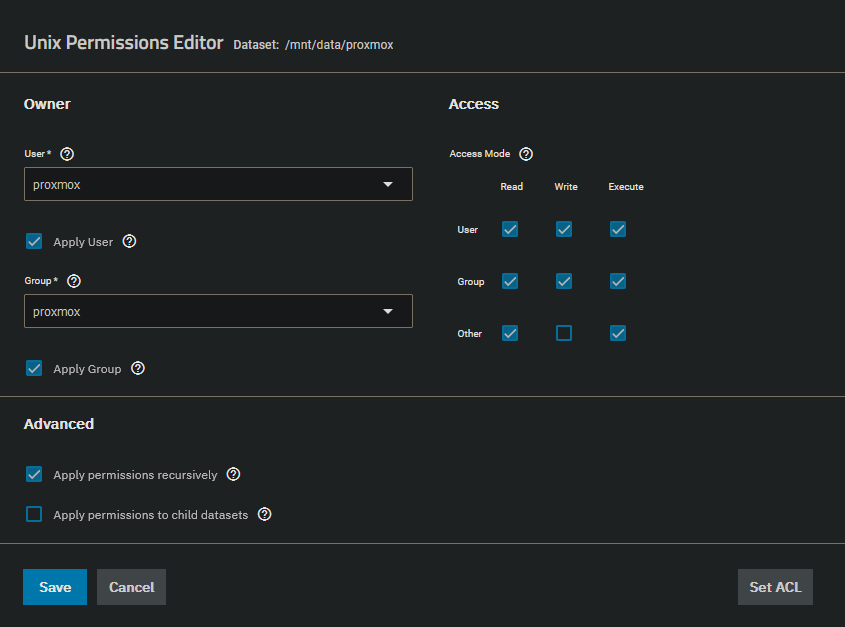 Unix Permissions Editor Dataset: /mnt/data/proxmox
Owner
User *
proxmox
Apply User
Group *
proxmox
Apply Group
Access
Access Mode
Read Write Execute
User
Group
Other
Advanced
Apply permissions recursively
Apply permissions to child datasets
Save Cancel Set ACL